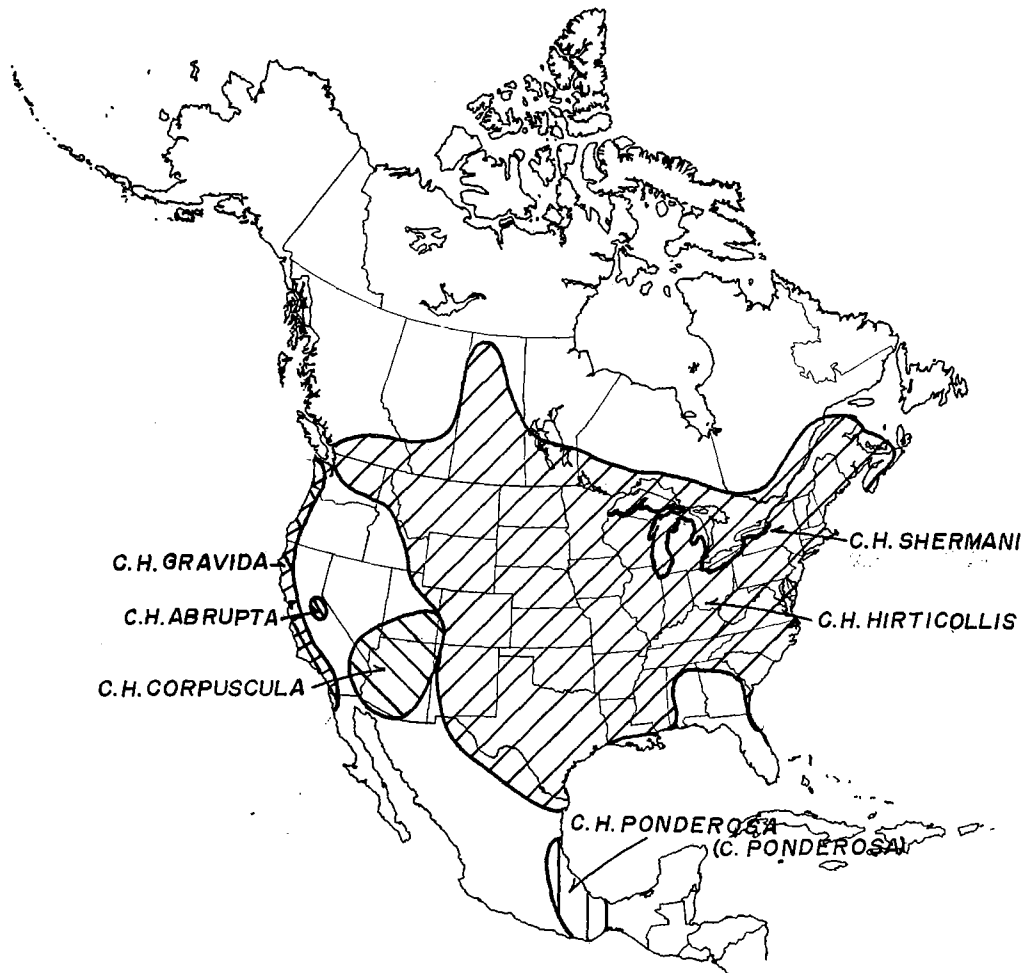 C.H. SHERMANI
C.H. GRAVIDA
C.H. ABRUPTA
C.H. HIRTICOLLIS
C.H. CORPUSCULA
C.H. PONDEROSA
(C. PONDEROSA)